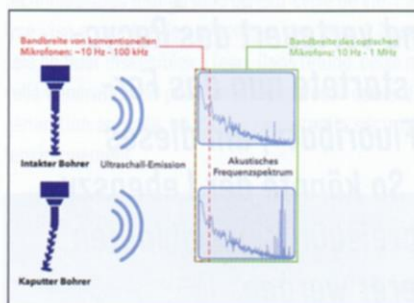 Bandbreite von konventionellen
Mikrofonen: ~10 Hz - 100 kHz
Bandbreite des optischen
Mikrofons: 10 Hz - 1 MHz
Intakter Bohrer
Ultraschall-Emission
Akustisches
Frequenzspektrum
Kaputter Bohrer